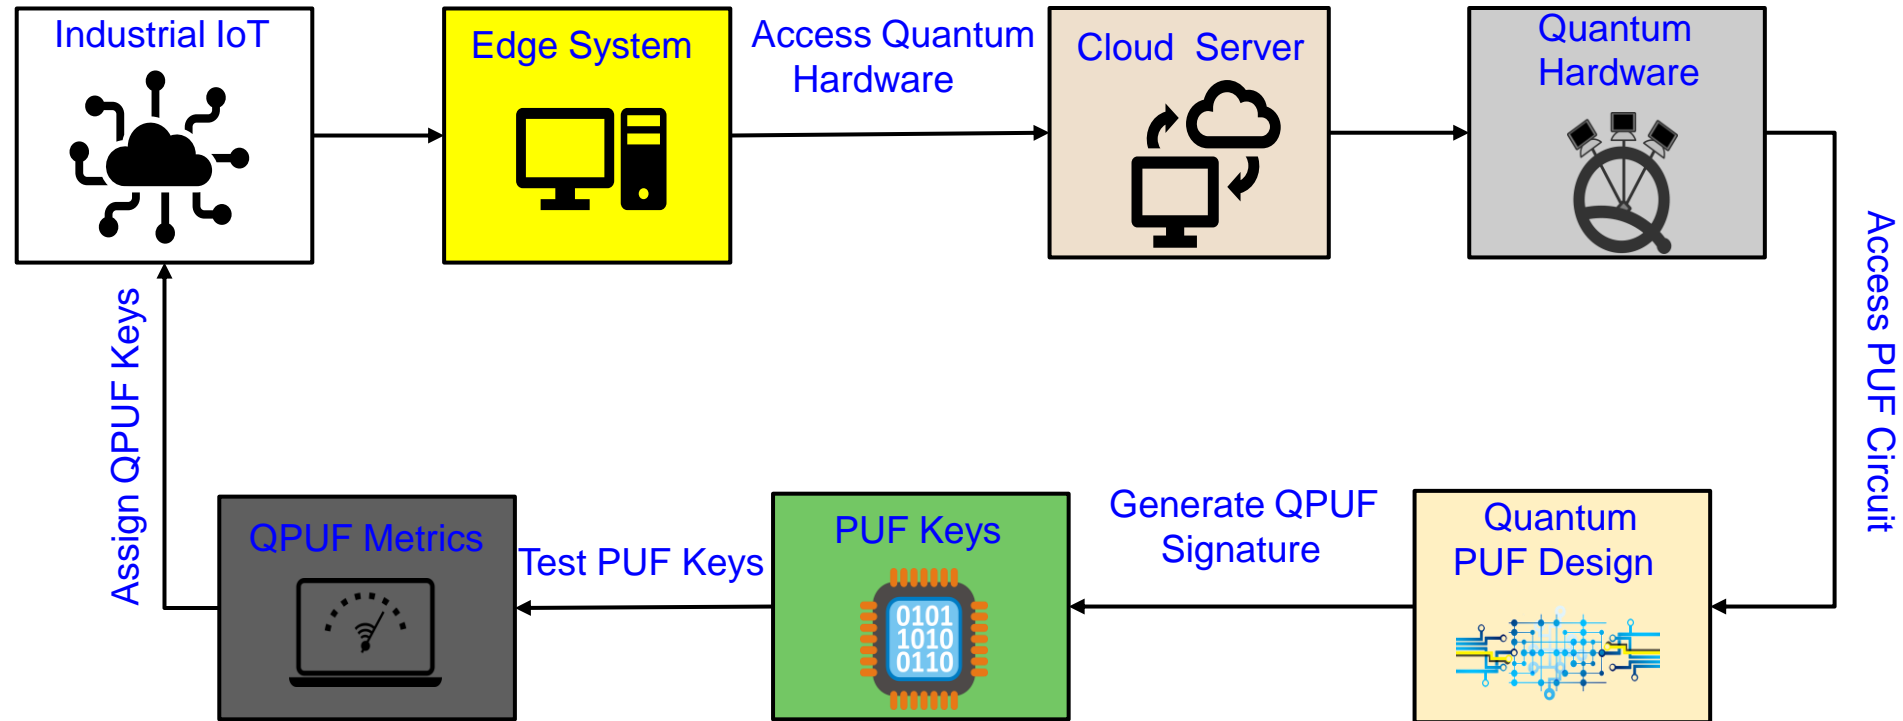 Industrial IoT
Edge System
Access Quantum
Hardware
Cloud Server
Quantum
Hardware
Access PUF Circuit
Quantum
PUF Design
Generate QPUF
Signature
PUF Keys
0101
1010
0110
Test PUF Keys
QPUF Metrics
Assign QPUF Keys